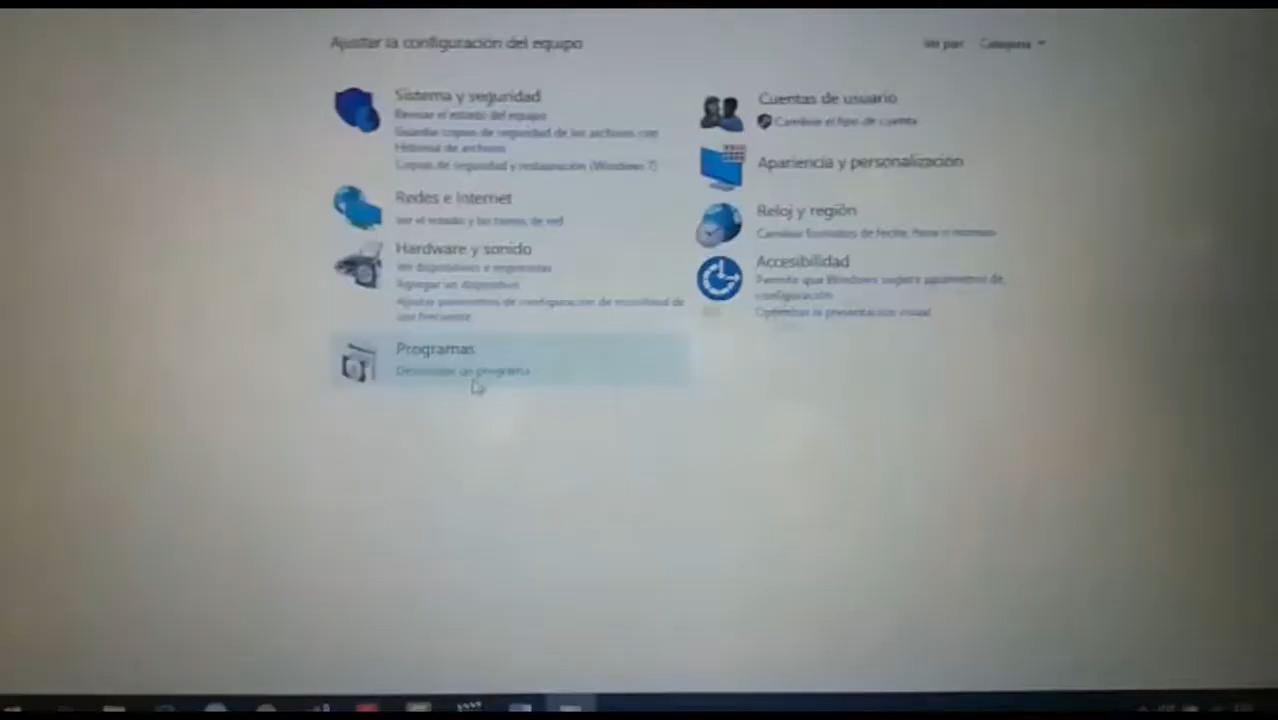 Ajustar la configuración del equipo
Ver por: Categoría
Sistema y seguridad
Revisar el estado del equipo
Guardar copias de seguridad de los archivos con
Historial de archivos
Copias de seguridad y restauración (Windows 7)
Redes e Internet
Ver el estado y las tareas de red
Hardware y sonido
Ver dispositivos e impresoras
Agregar un dispositivo
Ajustar parámetros de configuración de movilidad de
uso frecuente
Programas
Desinstalar un programa
Cuentas de usuario
Cambiar el tipo de cuenta
Apariencia y personalización
Reloj y región
Cambiar formatos de fecha, hora o número
Accesibilidad
Permitir que Windows sugiera parámetros de
configuración
Optimizar la presentación visual